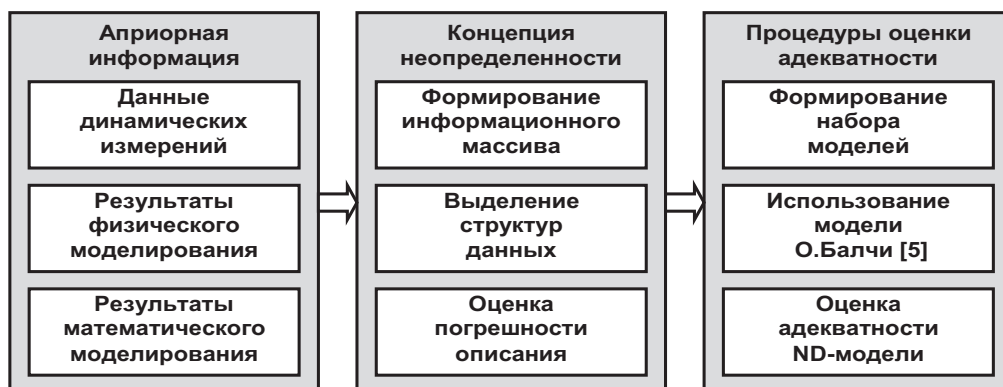 Априорная
информация
Данные
динамических
измерений
Результаты
физического
моделирования
Результаты
математического
моделирования
Концепция
неопределенности
Формирование
информационного
массива
Выделение
структур
данных
Оценка
погрешности
описания
Процедуры оценки
адекватности
Формирование
набора
моделей
Использование
модели
О.Балчи [5]
Оценка
адекватности
ND-модели